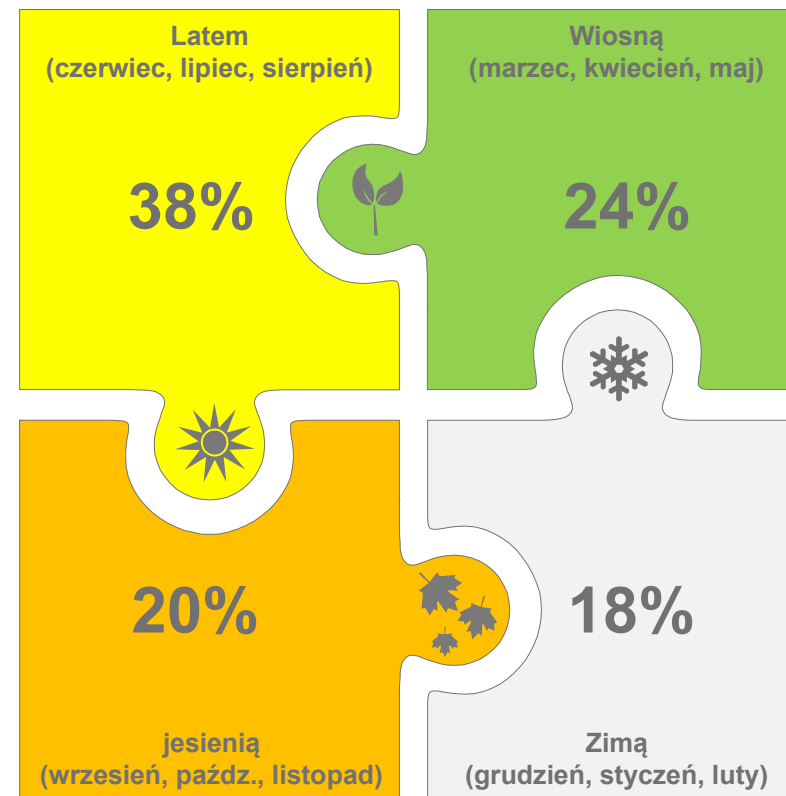 Latem
(czerwiec, lipiec, sierpień)
38%
Wiosną
(marzec, kwiecień, maj)
24%
20%
jesienią
(wrzesień, paźdz., listopad)
18%
Zimą
(grudzień, styczeń, luty)